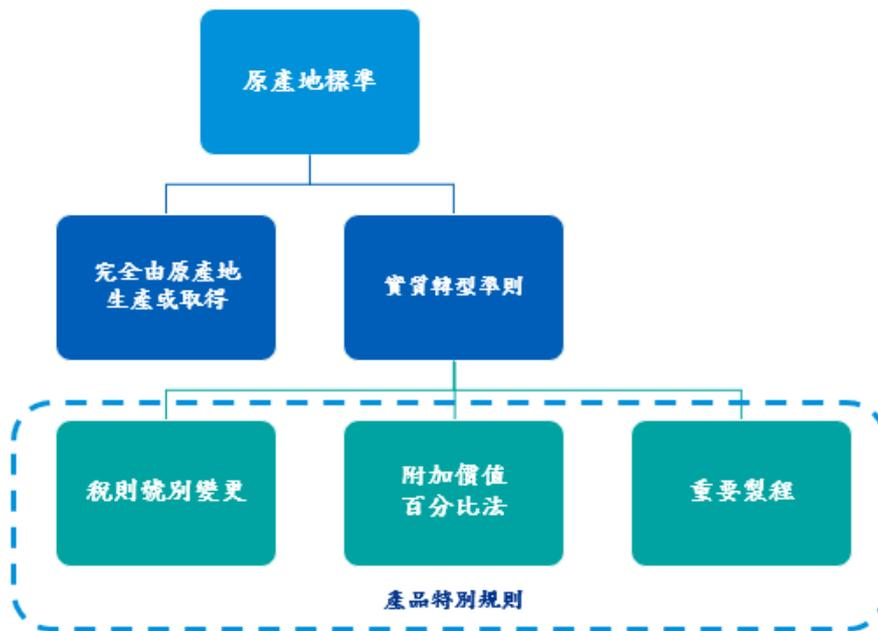 原產地標準
完全由原產地
生產或取得
實質轉型準則
稅則號別變更
附加價值
百分比法
重要製程
產品特別規則